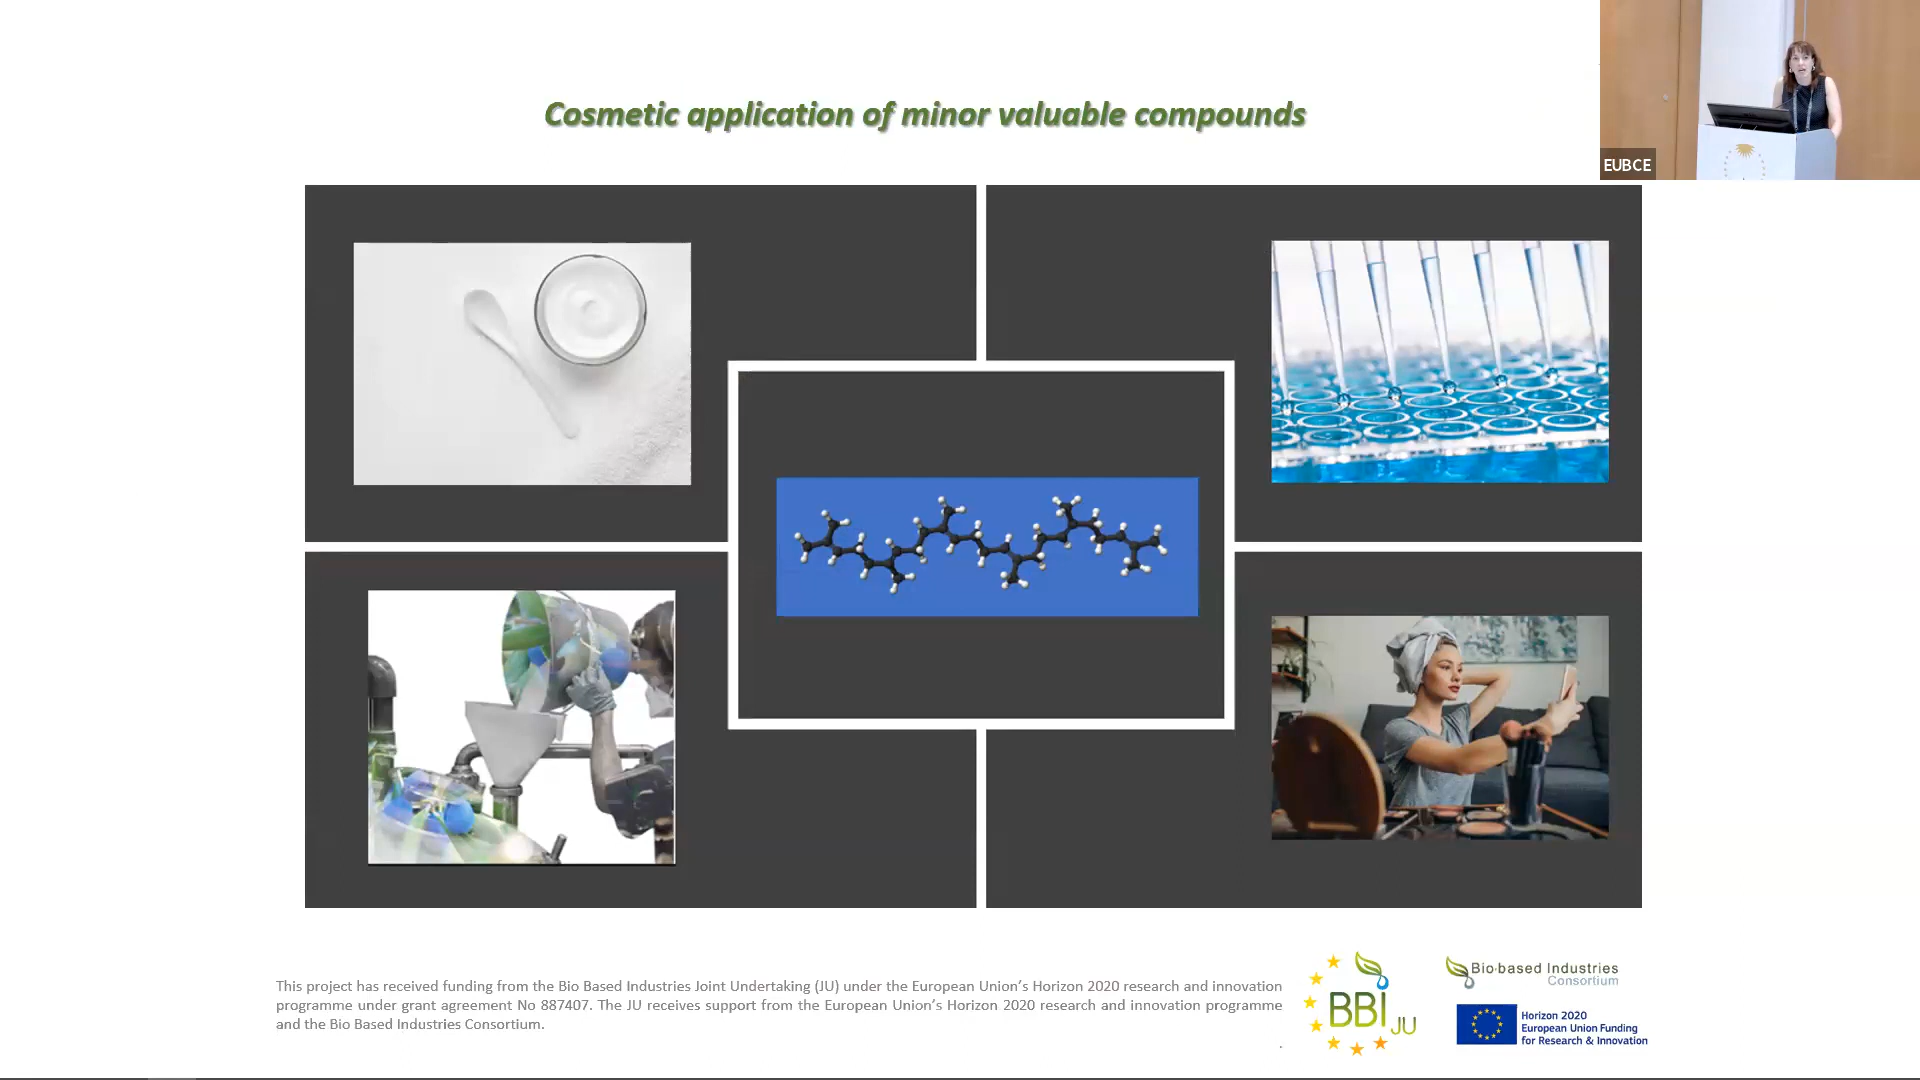 Cosmetic application of minor valuable compounds
EUBCE
This project has received funding from the Bio Based Industries Joint Undertaking (JU) under the European Union's Horizon 2020 research and innovation
programme under grant agreement No 887407. The JU receives support from the European Union's Horizon 2020 research and innovation programme
and the Bio Based Industries Consortium.
BBI JU
Bio-based Industries
Consortium
Horizon 2020
European Union Funding
for Research & Innovation